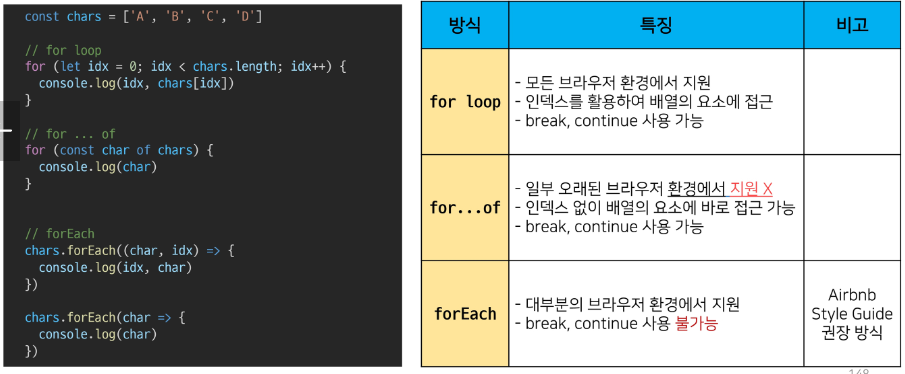 const chars = ['A', 'B', 'C', 'D']
// for loop
for (let idx = 0; idx < chars.length; idx++) {
console.log(idx, chars[idx])
}
// for ... of
for (const char of chars) {
console.log(char)
}
// forEach
chars.forEach((char, idx) => {
console.log(idx, char)
})
chars.forEach(char => {
console.log(char)
})
방식 특징 비고
for loop
- 모든 브라우저 환경에서 지원
- 인덱스를 활용하여 배열의 요소에 접근
- break, continue 사용 가능
for...of
- 일부 오래된 브라우저 환경에서 지원 X
- 인덱스 없이 배열의 요소에 바로 접근 가능
- break, continue 사용 가능
forEach
- 대부분의 브라우저 환경에서 지원
- break, continue 사용 불가능
Airbnb
Style Guide
권장 방식